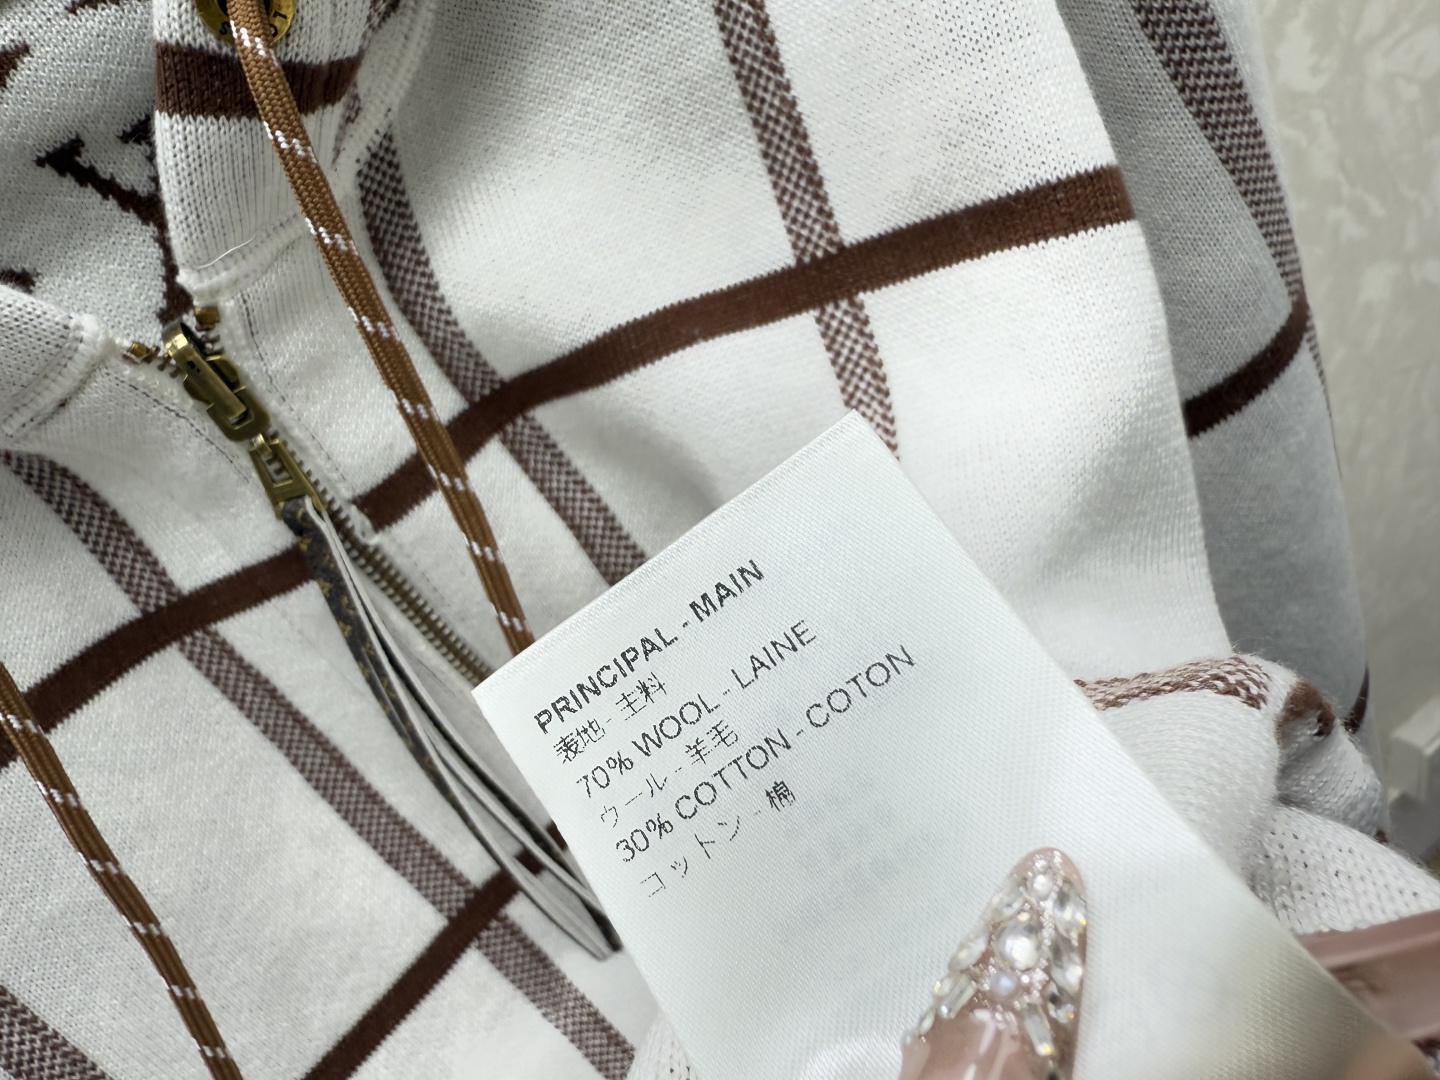 PRINCIPAL - MAIN
表地 - 主料
70% WOOL - LAINE
ウール - 羊毛
30% COTTON - COTON
コットン - 棉